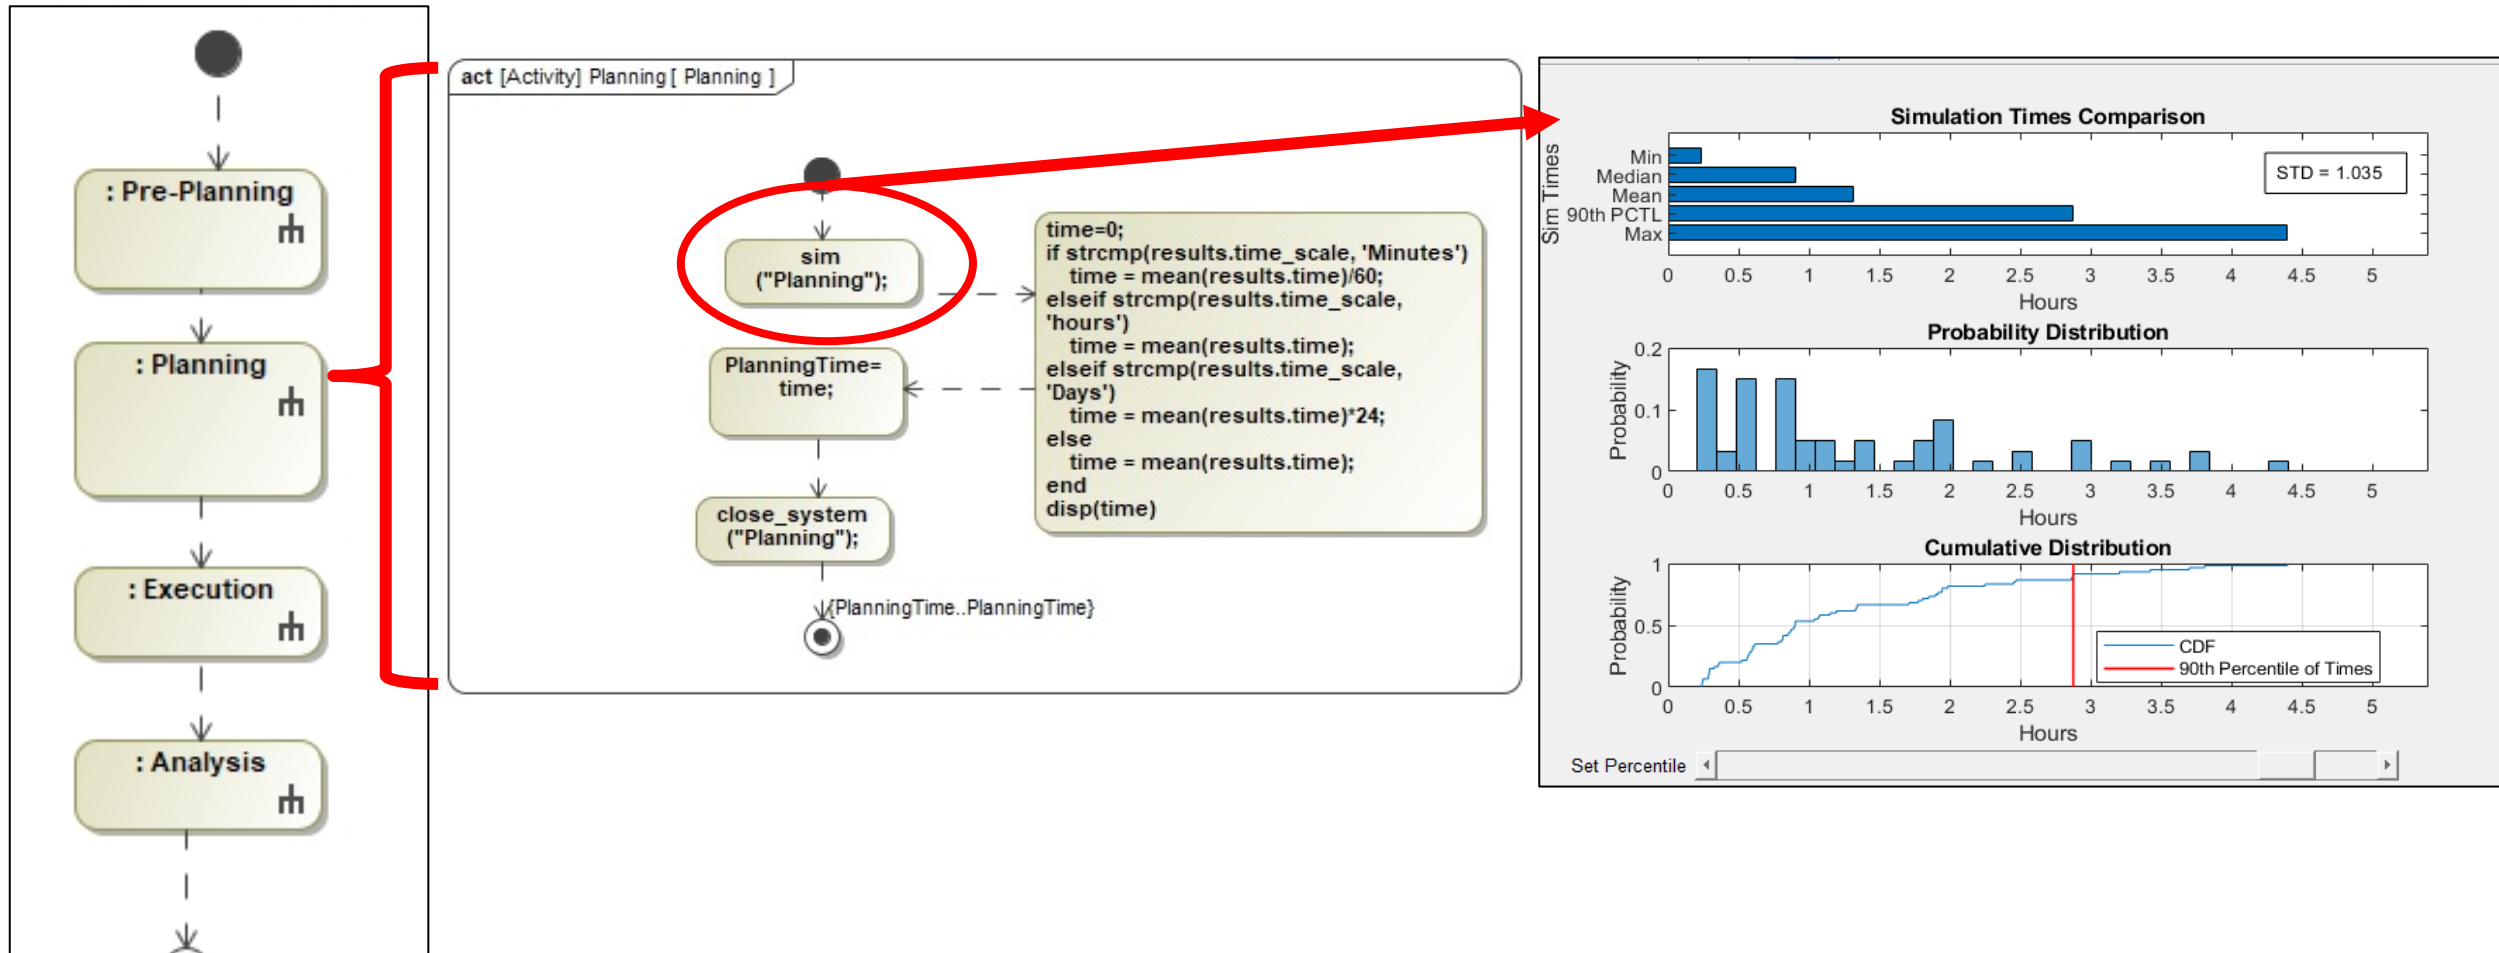 : Pre-Planning
: Planning
: Execution
: Analysis
act [Activity] Planning [ Planning ]
sim
("Planning");
time=0;
if strcmp(results.time_scale, 'Minutes')
time = mean(results.time)/60;
elseif strcmp(results.time_scale,
'hours')
time = mean(results.time);
elseif strcmp(results.time_scale,
'Days')
time = mean(results.time)*24;
else
time = mean(results.time);
end
disp(time)
PlanningTime=
time;
close_system
("Planning");
{PlanningTime..PlanningTime}
Simulation Times Comparison
Sim Times
Min
Median
Mean
90th PCTL
Max
STD = 1.035
0 0.5 1 1.5 2 2.5 3 3.5 4 4.5 5
Hours
Probability Distribution
Probability
0.2
0.1
0
0 0.5 1 1.5 2 2.5 3 3.5 4 4.5 5
Hours
Cumulative Distribution
Probability
1
0.5
0
CDF
90th Percentile of Times
0 0.5 1 1.5 2 2.5 3 3.5 4 4.5 5
Hours
Set Percentile